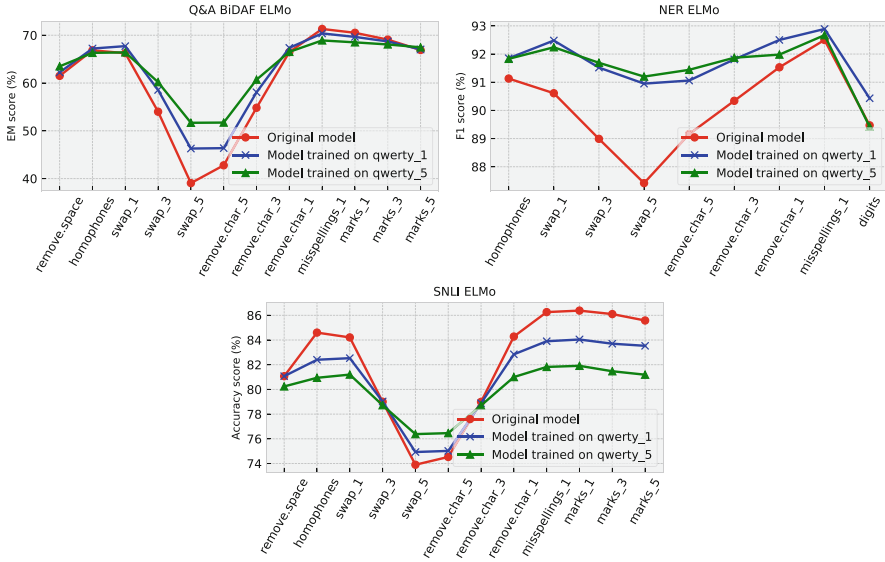 Q&A BiDAF ELMo
EM score (%)
70
60
50
40
Original model
Model trained on qwerty_1
Model trained on qwerty_5
remove.space
homophones
swap_1
swap_3
swap_5
remove.char_5
remove.char_3
remove.char_1
misspellings_1
marks_1
marks_3
marks_5
NER ELMo
F1 score (%)
93
92
91
90
89
88
Original model
Model trained on qwerty_1
Model trained on qwerty_5
homophones
swap_1
swap_3
swap_5
remove.char_5
remove.char_3
remove.char_1
misspellings_1
digits
SNLI ELMo
Accuracy score (%)
86
84
82
80
78
76
74
Original model
Model trained on qwerty_1
Model trained on qwerty_5
remove.space
homophones
swap_1
swap_3
swap_5
remove.char_5
remove.char_3
remove.char_1
misspellings_1
marks_1
marks_3
marks_5